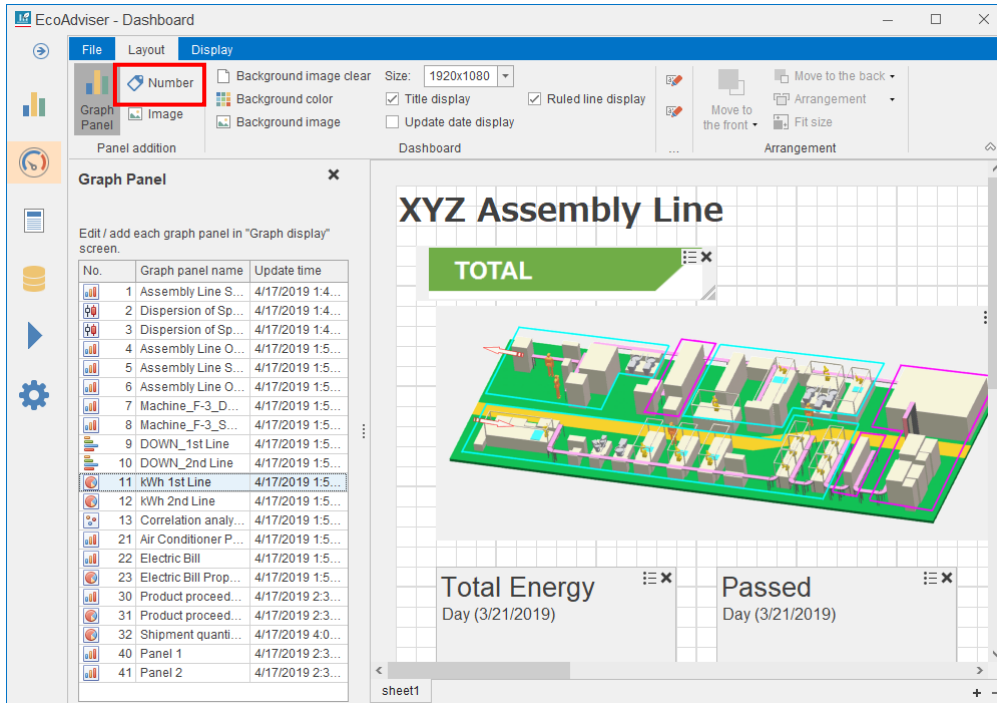 EcoAdviser - Dashboard
File Layout Display
Graph Panel
Number
Image
Panel addition
Background image clear
Background color
Background image
Size: 1920x1080
Title display
Ruled line display
Update date display
Dashboard
...
Move to the front
Move to the back
Arrangement
Fit size
Arrangement
Graph Panel
Edit / add each graph panel in "Graph display"
screen.
No. Graph panel name Update time
1 Assembly Line S... 4/17/2019 1:4...
2 Dispersion of Sp... 4/17/2019 1:4...
3 Dispersion of Sp... 4/17/2019 1:4...
4 Assembly Line O... 4/17/2019 1:5...
5 Assembly Line S... 4/17/2019 1:5...
6 Assembly Line O... 4/17/2019 1:5...
7 Machine_F-3_D... 4/17/2019 1:5...
8 Machine_F-3_S... 4/17/2019 1:5...
9 DOWN_1st Line 4/17/2019 1:5...
10 DOWN_2nd Line 4/17/2019 1:5...
11 kWh 1st Line 4/17/2019 1:5...
12 kWh 2nd Line 4/17/2019 1:5...
13 Correlation analy... 4/17/2019 1:5...
21 Air Conditioner P... 4/17/2019 1:5...
22 Electric Bill 4/17/2019 1:5...
23 Electric Bill Prop... 4/17/2019 1:5...
30 Product proceed... 4/17/2019 2:3...
31 Product proceed... 4/17/2019 2:3...
32 Shipment quanti... 4/17/2019 4:0...
40 Panel 1 4/17/2019 2:3...
41 Panel 2 4/17/2019 2:3...
XYZ Assembly Line
TOTAL
Total Energy
Day (3/21/2019)
Passed
Day (3/21/2019)
sheet1